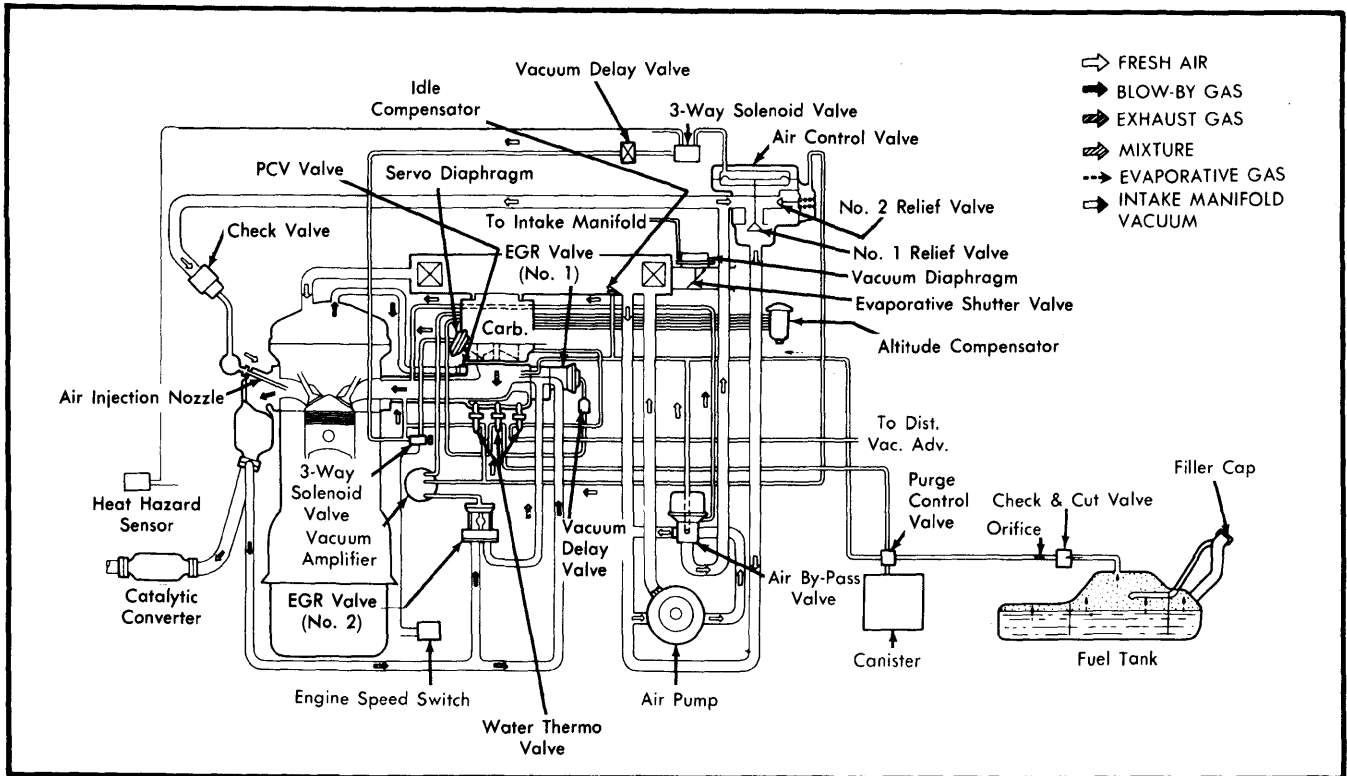 Vacuum Delay Valve
Idle
Compensator
3-Way Solenoid Valve
Air Control Valve
PCV Valve
Servo Diaphragm
To Intake Manifold
No. 2 Relief Valve
Check Valve
EGR Valve
(No. 1)
No. 1 Relief Valve
Vacuum Diaphragm
Evaporative Shutter Valve
Carb.
Altitude Compensator
Air Injection Nozzle
To Dist.
Vac. Adv.
3-Way
Solenoid
Valve
Vacuum
Amplifier
Heat Hazard
Sensor
Vacuum
Delay
Valve
Purge
Control
Valve
Check & Cut Valve
Orifice
Filler Cap
Catalytic
Converter
EGR Valve
(No. 2)
Air By-Pass
Valve
Canister
Fuel Tank
Engine Speed Switch
Water Thermo
Valve
Air Pump
FRESH AIR
BLOW-BY GAS
EXHAUST GAS
MIXTURE
EVAPORATIVE GAS
INTAKE MANIFOLD
VACUUM